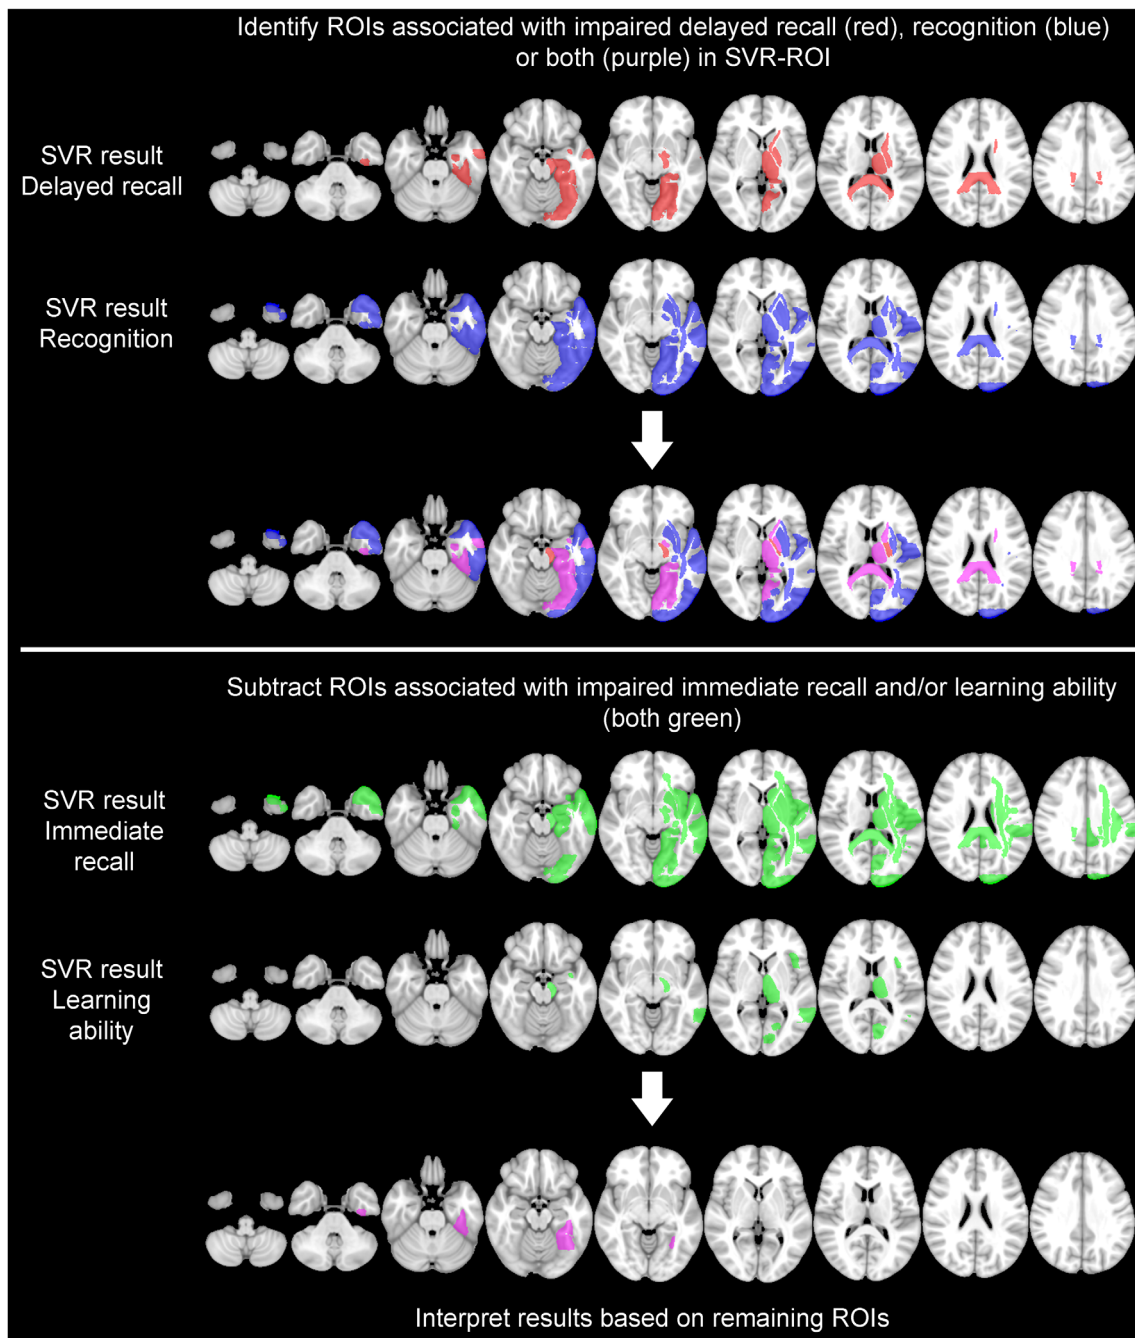 Identify ROIs associated with impaired delayed recall (red), recognition (blue)
or both (purple) in SVR-ROI
SVR result
Delayed recall
SVR result
Recognition
Subtract ROIs associated with impaired immediate recall and/or learning ability
(both green)
SVR result
Immediate
recall
SVR result
Learning
ability
Interpret results based on remaining ROIs